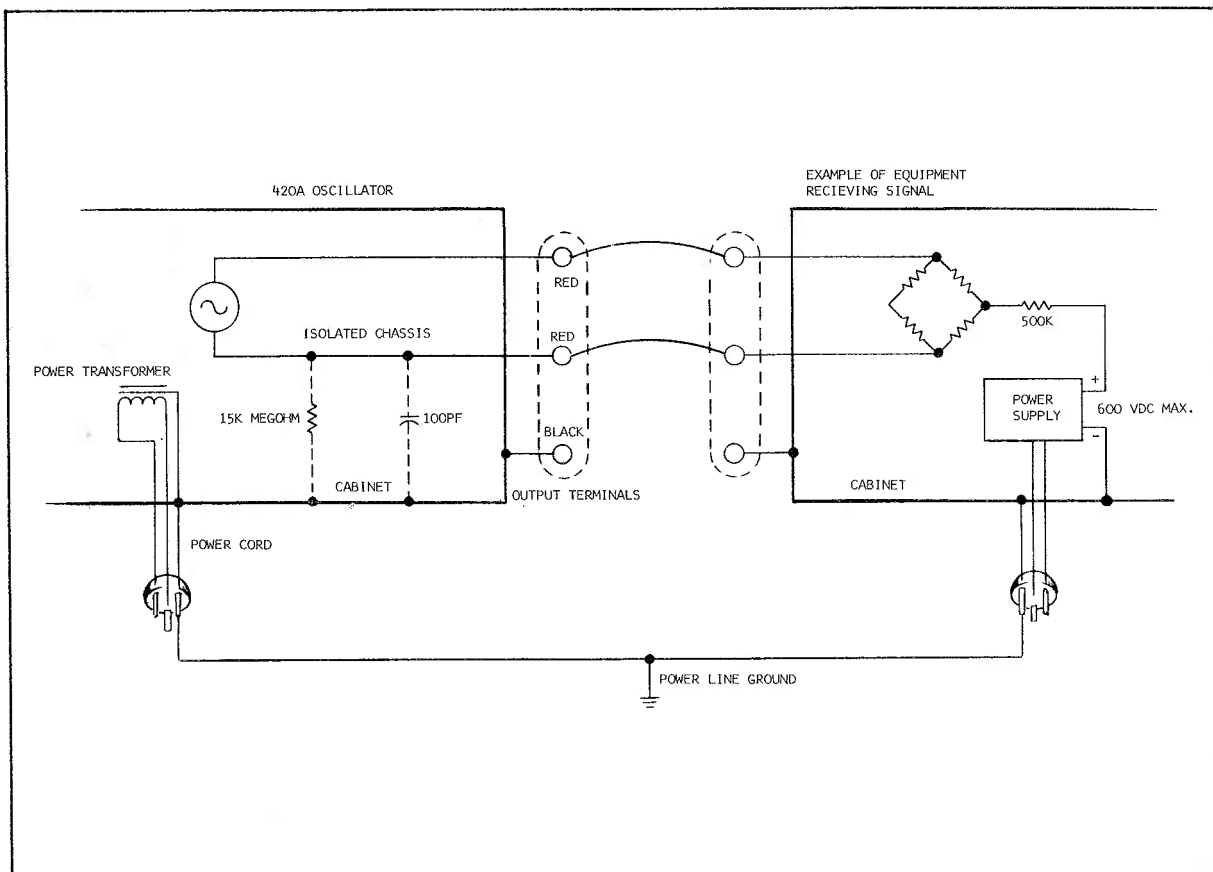 420A OSCILLATOR
EXAMPLE OF EQUIPMENT
RECIEVING SIGNAL
RED
ISOLATED CHASSIS
RED
500K
POWER TRANSFORMER
15K MEGOHM
100PF
BLACK
POWER
SUPPLY
+
600 VDC MAX.
-
CABINET
OUTPUT TERMINALS
CABINET
POWER CORD
POWER LINE GROUND